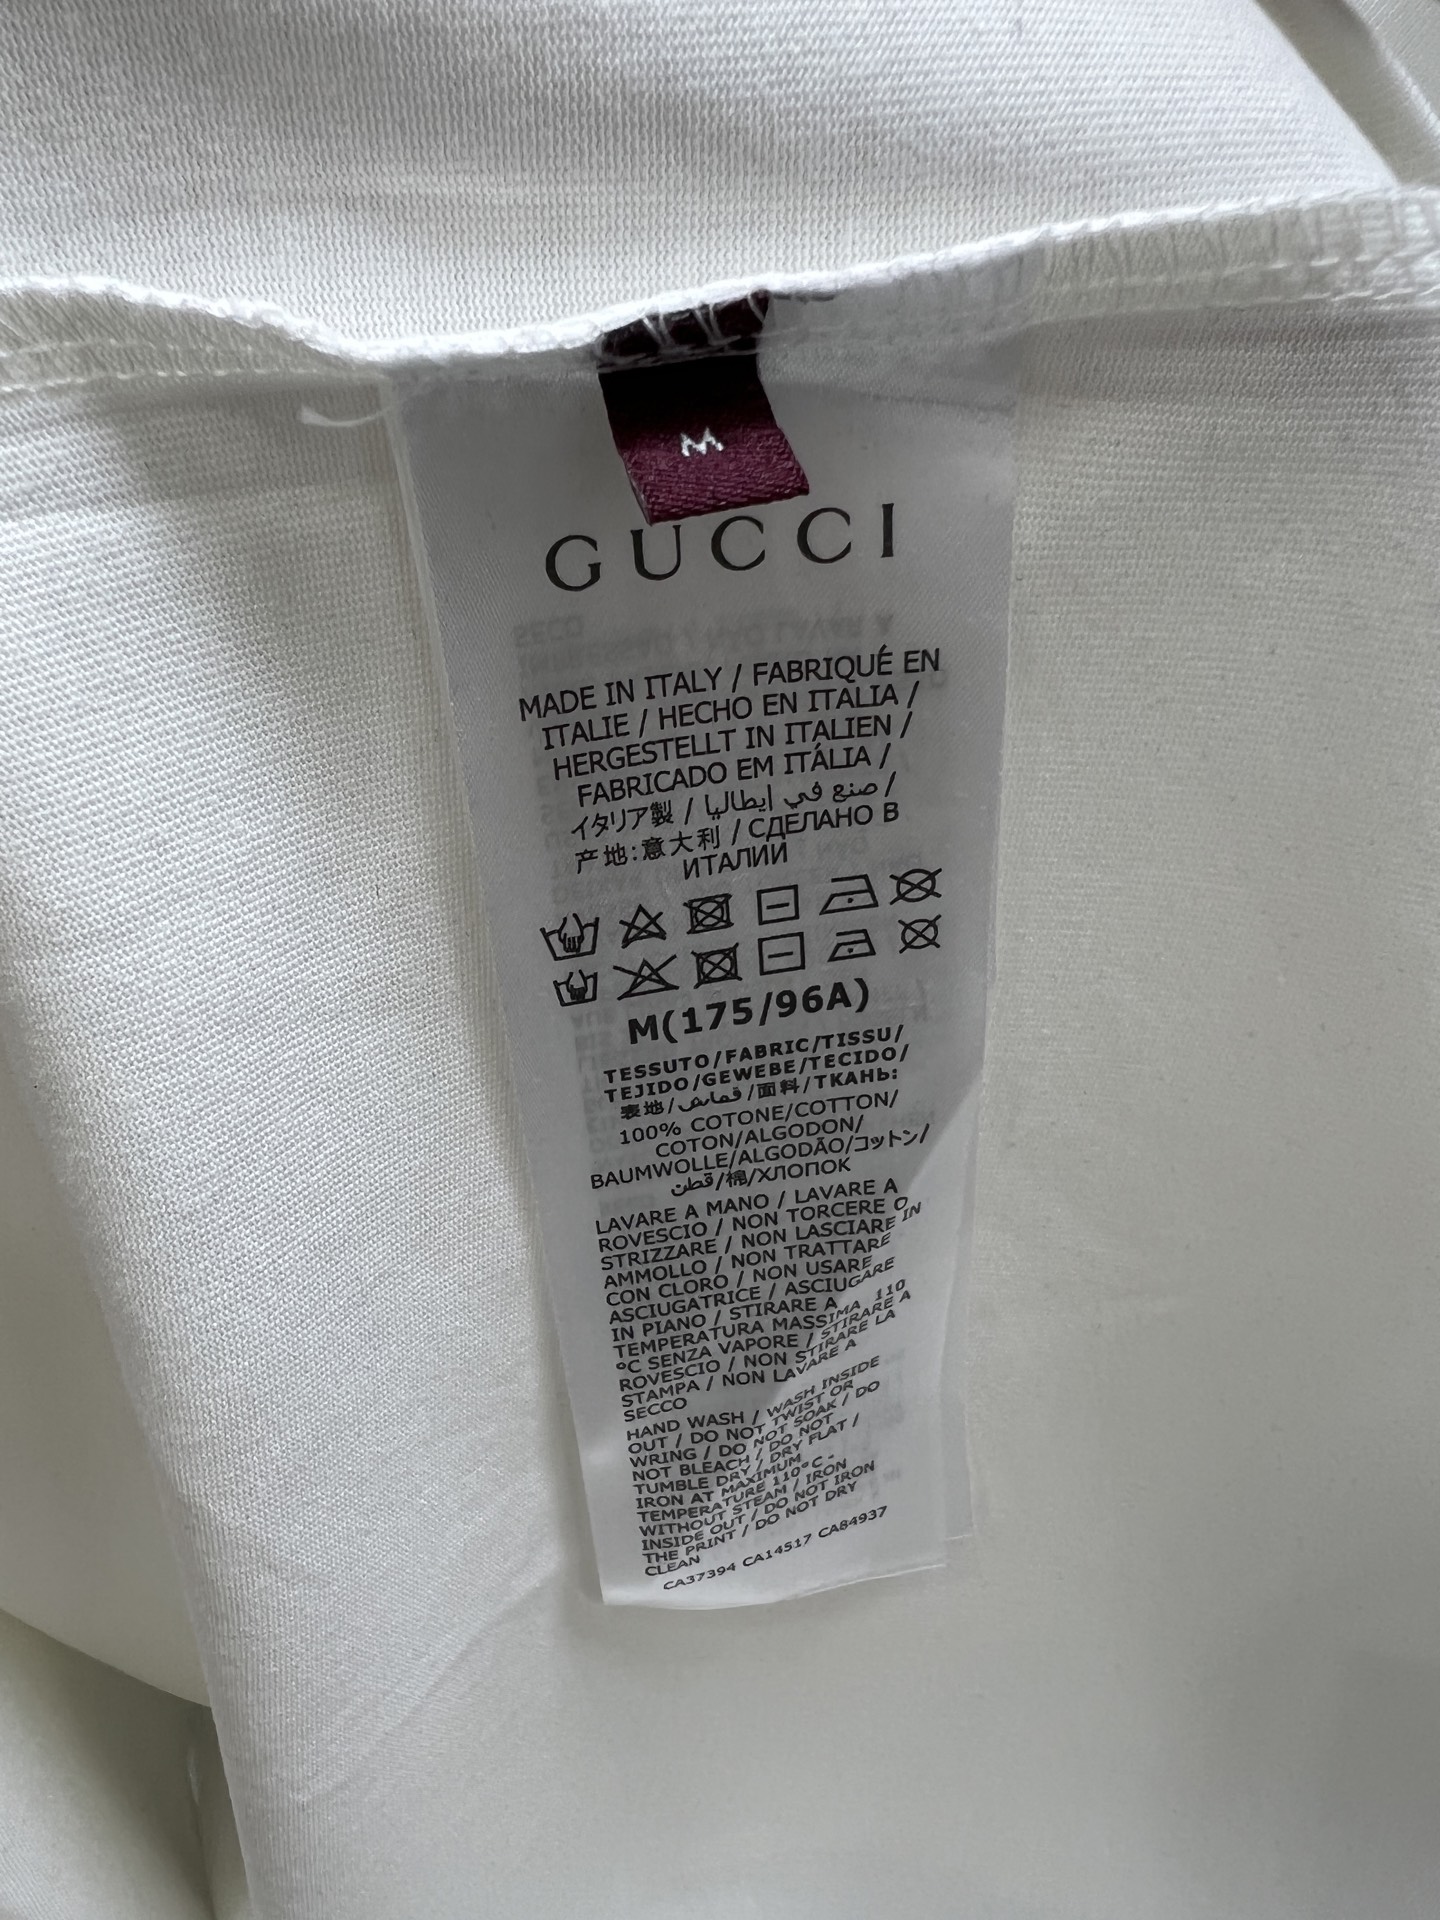 M
GUCCI
MADE IN ITALY / FABRIQUÉ EN
ITALIE / HECHO EN ITALIA /
HERGESTELLT IN ITALIEN /
FABRICADO EM ITÁLIA /
イタリア製 / صنع في إيطاليا /
产地:意大利 / СДЕЛАНО В
ИТАЛИИ
M(175/96A)
TESSUTO/FABRIC/TISSU/
TEJIDO/GEWEBE/TECIDO/
表地/قماش/面料/ТКАНЬ:
100% COTONE/COTTON/
COTON/ALGODON/
BAUMWOLLE/ALGODÃO/コットン/
قطن/棉/ХЛОПОК
LAVARE A MANO / LAVARE A
ROVESCIO / NON TORCERE O
STRIZZARE / NON LASCIARE IN
AMMOLLO / NON TRATTARE
CON CLORO / NON USARE
ASCIUGATRICE / ASCIUGARE
IN PIANO / STIRARE A
TEMPERATURA MASSIMA 110
°C SENZA VAPORE / STIRARE A
ROVESCIO / NON STIRARE LA
STAMPA / NON LAVARE A
SECCO
HAND WASH / WASH INSIDE
OUT / DO NOT TWIST OR
WRING / DO NOT SOAK / DO
NOT BLEACH / DO NOT
TUMBLE DRY / DRY FLAT /
IRON AT MAXIMUM
TEMPERATURE 110°C -
WITHOUT STEAM / IRON
INSIDE OUT / DO NOT IRON
THE PRINT / DO NOT DRY
CLEAN
CA37394 CA14517 CA84937